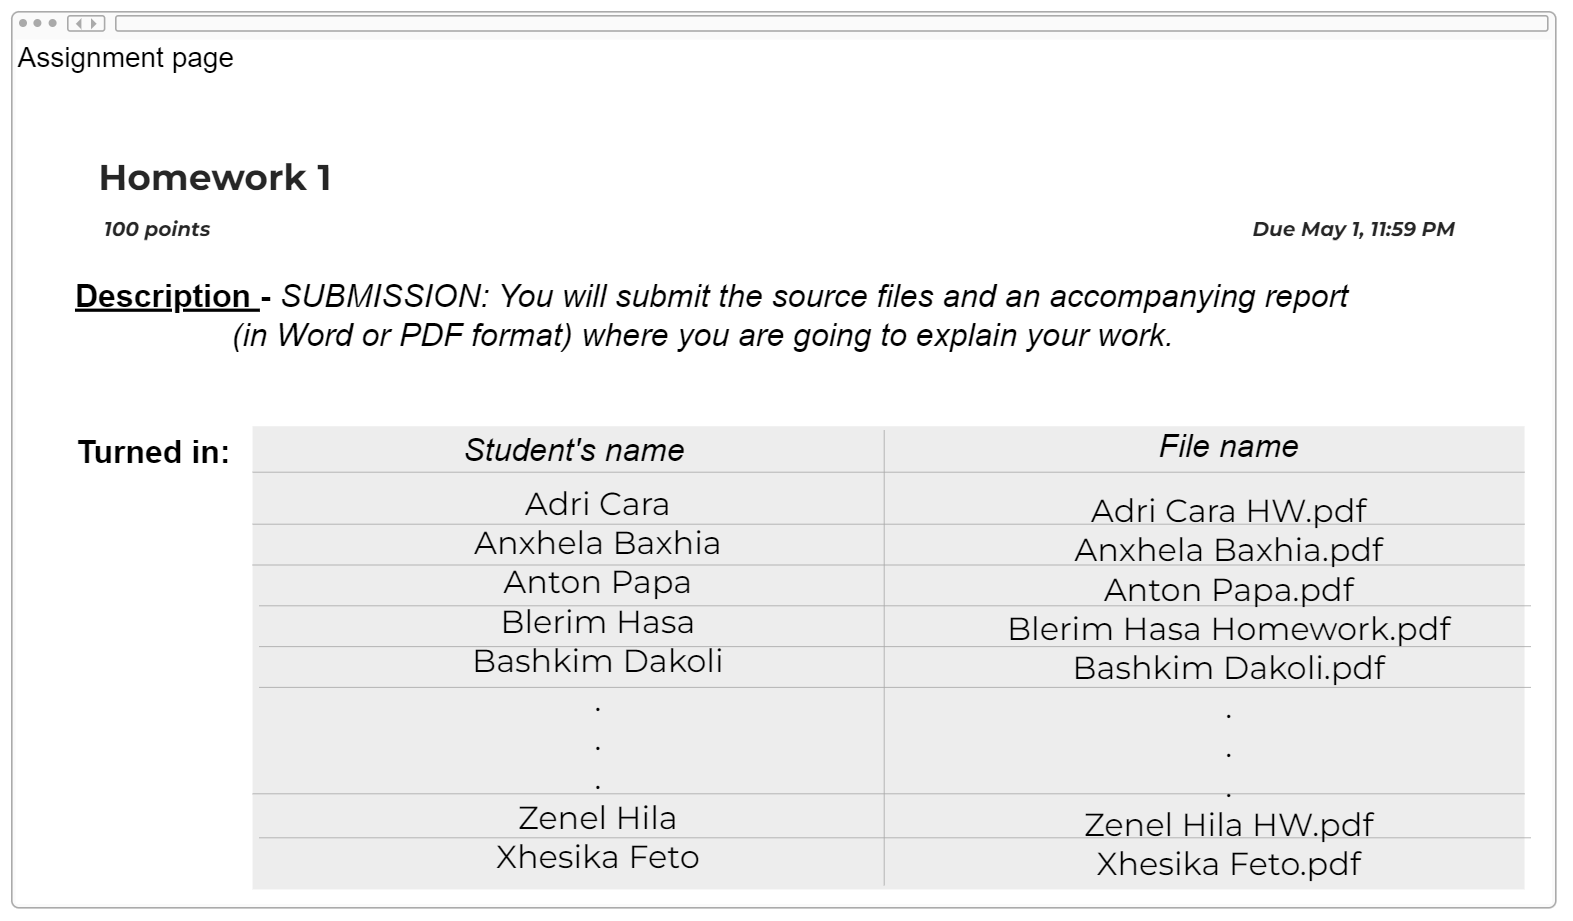 Assignment page
Homework 1
100 points Due May 1, 11:59 PM
Description - SUBMISSION: You will submit the source files and an accompanying report
(in Word or PDF format) where you are going to explain your work.
Turned in: Student's name File name
Adri Cara Adri Cara HW.pdf
Anxhela Baxhia Anxhela Baxhia.pdf
Anton Papa Anton Papa.pdf
Blerim Hasa Blerim Hasa Homework.pdf
Bashkim Dakoli Bashkim Dakoli.pdf
. .
. .
. .
Zenel Hila Zenel Hila HW.pdf
Xhesika Feto Xhesika Feto.pdf